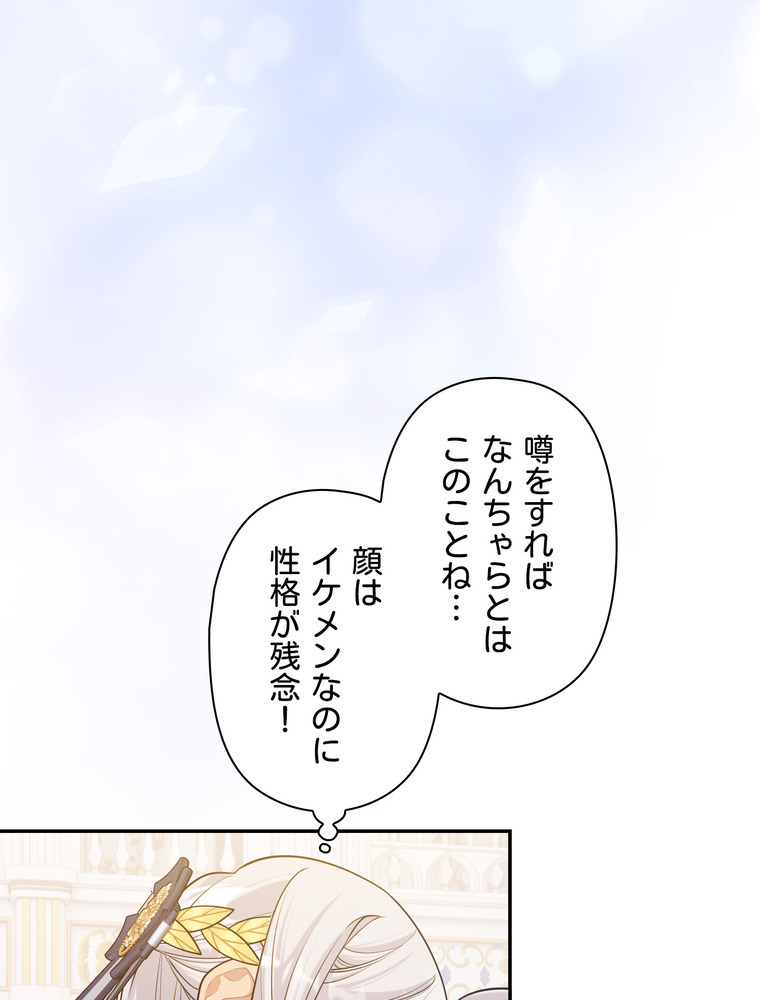 噂をすれば
なんちゃらとは
このことね…
顔は
イケメンなのに
性格が残念！